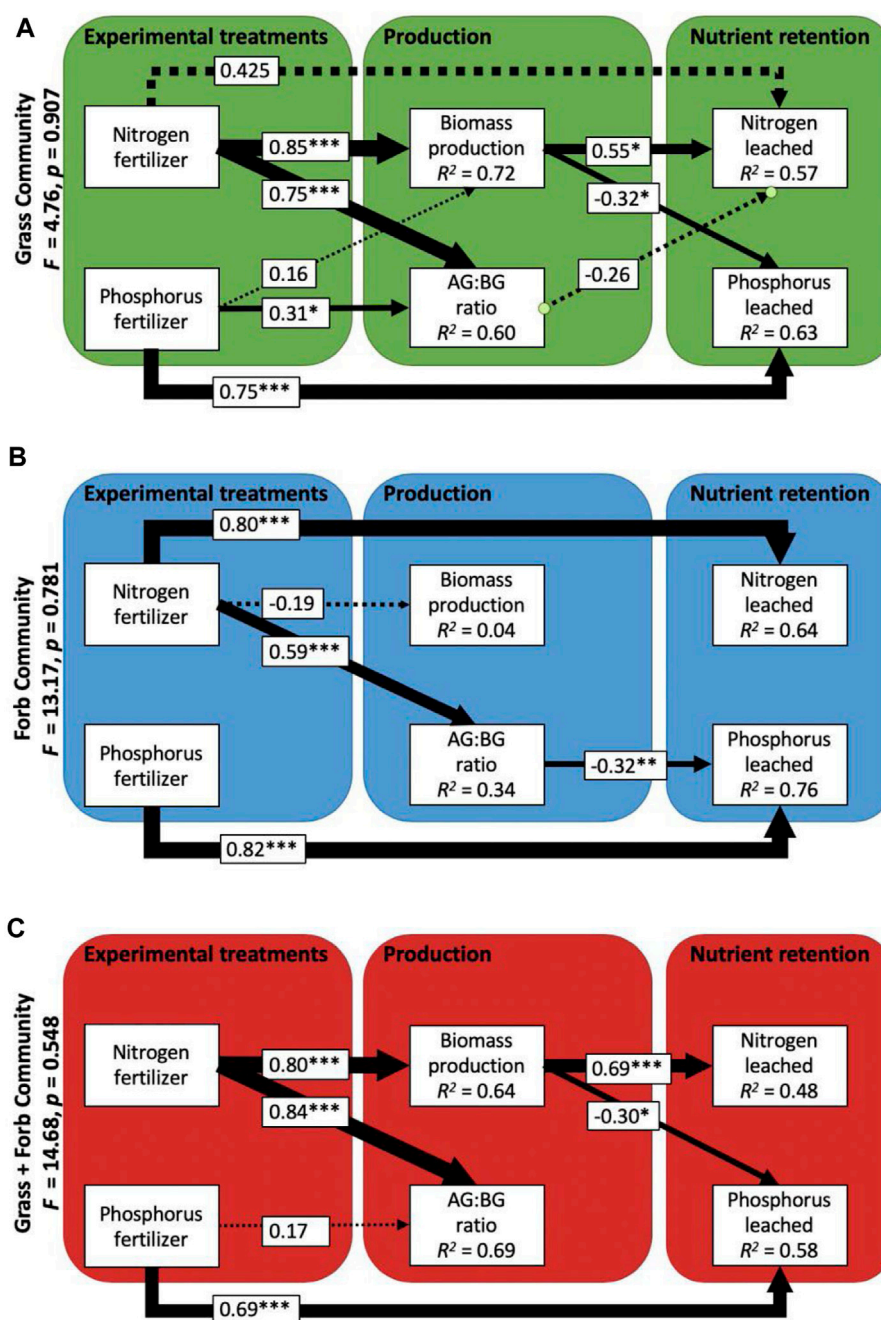 A
Experimental treatments
Production
Nutrient retention
Grass Community
F = 4.76, p = 0.907
0.425
Nitrogen
fertilizer
0.85***
0.75***
Biomass
production
R² = 0.72
0.55*
-0.32*
Nitrogen
leached
R² = 0.57
Phosphorus
fertilizer
0.16
0.31*
AG:BG
ratio
R² = 0.60
-0.26
Phosphorus
leached
R² = 0.63
0.75***
B
Experimental treatments
Production
Nutrient retention
Forb Community
F = 13.17, p = 0.781
0.80***
Nitrogen
fertilizer
-0.19
0.59***
Biomass
production
R² = 0.04
Nitrogen
leached
R² = 0.64
Phosphorus
fertilizer
AG:BG
ratio
R² = 0.34
-0.32**
Phosphorus
leached
R² = 0.76
0.82***
C
Experimental treatments
Production
Nutrient retention
Grass + Forb Community
F = 14.68, p = 0.548
Nitrogen
fertilizer
0.80***
0.84***
Biomass
production
R² = 0.64
0.69***
-0.30*
Nitrogen
leached
R² = 0.48
Phosphorus
fertilizer
0.17
AG:BG
ratio
R² = 0.69
Phosphorus
leached
R² = 0.58
0.69***